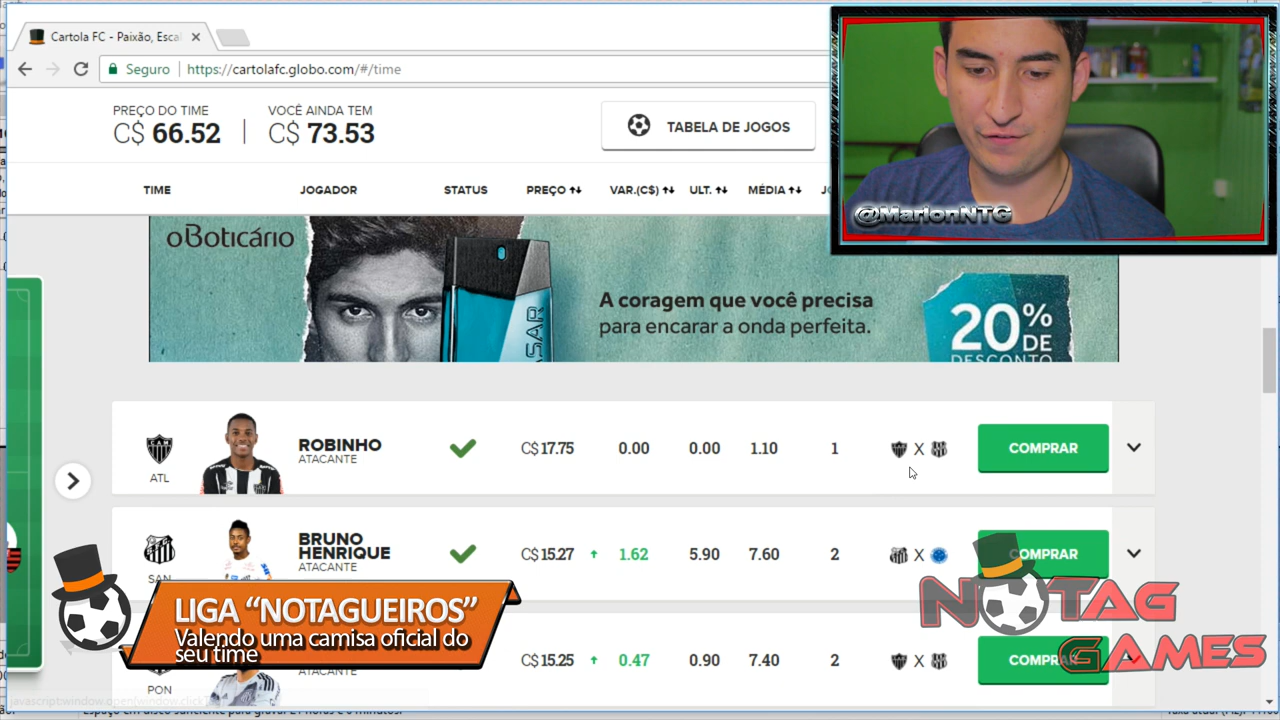 Cartola FC - Paixão, Esca
Seguro
https://cartolafc.globo.com/#/time
PREÇO DO TIME
C$ 66.52
VOCÊ AINDA TEM
C$ 73.53
TABELA DE JOGOS
TIME JOGADOR STATUS PREÇO VAR.(C$) ULT. MÉDIA
@MarlonNTG
oBoticário
A coragem que você precisa
para encarar a onda perfeita.
20%
DE
DESCONTO
ATL
ROBINHO
ATACANTE
C$ 17.75 0.00 0.00 1.10 1 X COMPRAR
SAN
BRUNO
HENRIQUE
ATACANTE
C$ 15.27 1.62 5.90 7.60 2 X COMPRAR
PON
ATACANTE
C$ 15.25 0.47 0.90 7.40 2 X COMPRAR
LIGA “NOTAGUEIROS”
Valendo uma camisa oficial do
seu time
NOTAG
GAMES